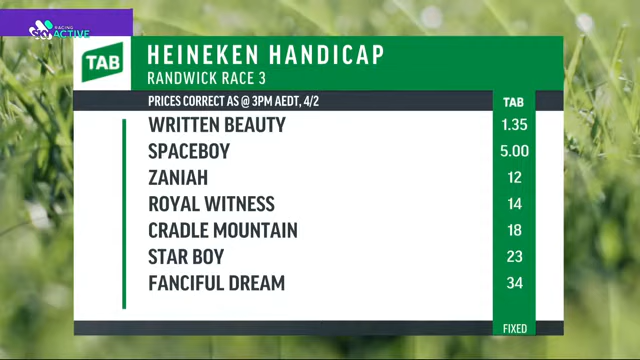 RACING
SKY ACTIVE
TAB
HEINEKEN HANDICAP
RANDWICK RACE 3
PRICES CORRECT AS @ 3PM AEDT, 4/2 TAB
WRITTEN BEAUTY 1.35
SPACEBOY 5.00
ZANIAH 12
ROYAL WITNESS 14
CRADLE MOUNTAIN 18
STAR BOY 23
FANCIFUL DREAM 34
FIXED